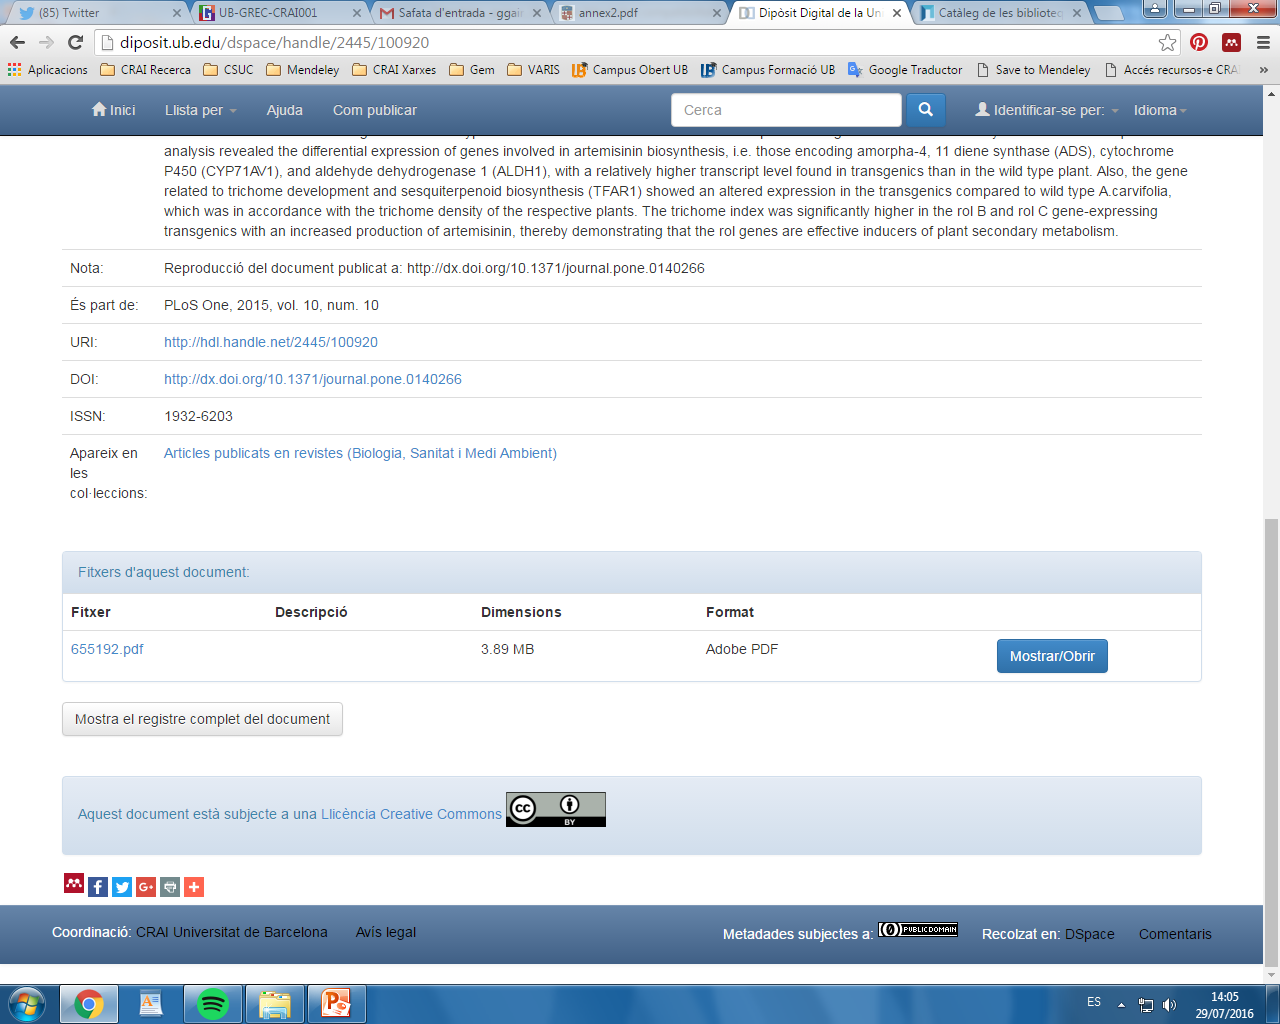 (85) Twitter
UB-GREC-CRAI001
Safata d'entrada - ggair
annex2.pdf
Dipòsit Digital de la Uni
Catàleg de les bibliotec
diposit.ub.edu/dspace/handle/2445/100920
Aplicacions CRAI Recerca CSUC Mendeley CRAI Xarxes Gem VARIS Campus Obert UB Campus Formació UB Google Traductor Save to Mendeley Accés recursos-e CRA »
Inici Llista per Ajuda Com publicar Cerca Identificar-se per: Idioma
analysis revealed the differential expression of genes involved in artemisinin biosynthesis, i.e. those encoding amorpha-4, 11 diene synthase (ADS), cytochrome
P450 (CYP71AV1), and aldehyde dehydrogenase 1 (ALDH1), with a relatively higher transcript level found in transgenics than in the wild type plant. Also, the gene
related to trichome development and sesquiterpenoid biosynthesis (TFAR1) showed an altered expression in the transgenics compared to wild type A.carvifolia,
which was in accordance with the trichome density of the respective plants. The trichome index was significantly higher in the rol B and rol C gene-expressing
transgenics with an increased production of artemisinin, thereby demonstrating that the rol genes are effective inducers of plant secondary metabolism.
Nota: Reproducció del document publicat a: http://dx.doi.org/10.1371/journal.pone.0140266
És part de: PLoS One, 2015, vol. 10, num. 10
URI: http://hdl.handle.net/2445/100920
DOI: http://dx.doi.org/10.1371/journal.pone.0140266
ISSN: 1932-6203
Apareix en Articles publicats en revistes (Biologia, Sanitat i Medi Ambient)
les
col·leccions:
Fitxers d'aquest document:
Fitxer Descripció Dimensions Format
655192.pdf 3.89 MB Adobe PDF Mostrar/Obrir
Mostra el registre complet del document
Aquest document està subjecte a una Llicència Creative Commons cc BY
Coordinació: CRAI Universitat de Barcelona Avís legal Metadades subjectes a: (0) PUBLIC DOMAIN Recolzat en: DSpace Comentaris
ES 14:05
29/07/2016